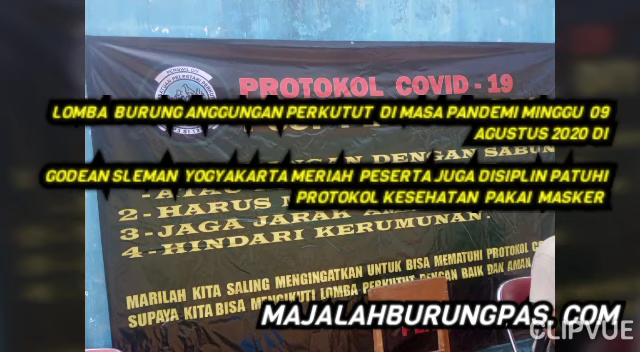 PROTOKOL COVID-19
LOMBA BURUNG ANGGUNGAN PERKUTUT DI MASA PANDEMI MINGGU 09
AGUSTUS 2020 DI
DENGAN SABUN
GODEAN SLEMAN YOGYAKARTA MERIAH PESERTA JUGA DISIPLIN PATUHI
PROTOKOL KESEHATAN PAKAI MASKER
2-HARUS
3-JAGA JARAK
4-HINDARI KERUMUNAN.
MARILAH KITA SALING MENGINGATKAN UNTUK BISA MEMATUHI PROTOKOL
SUPAYA KITA BISA MENGIKUTI LOMBA PERKUTUT DENGAN BAIK DAN AMAN
MAJALAHBURUNGPAS. COM
CLIPVUE